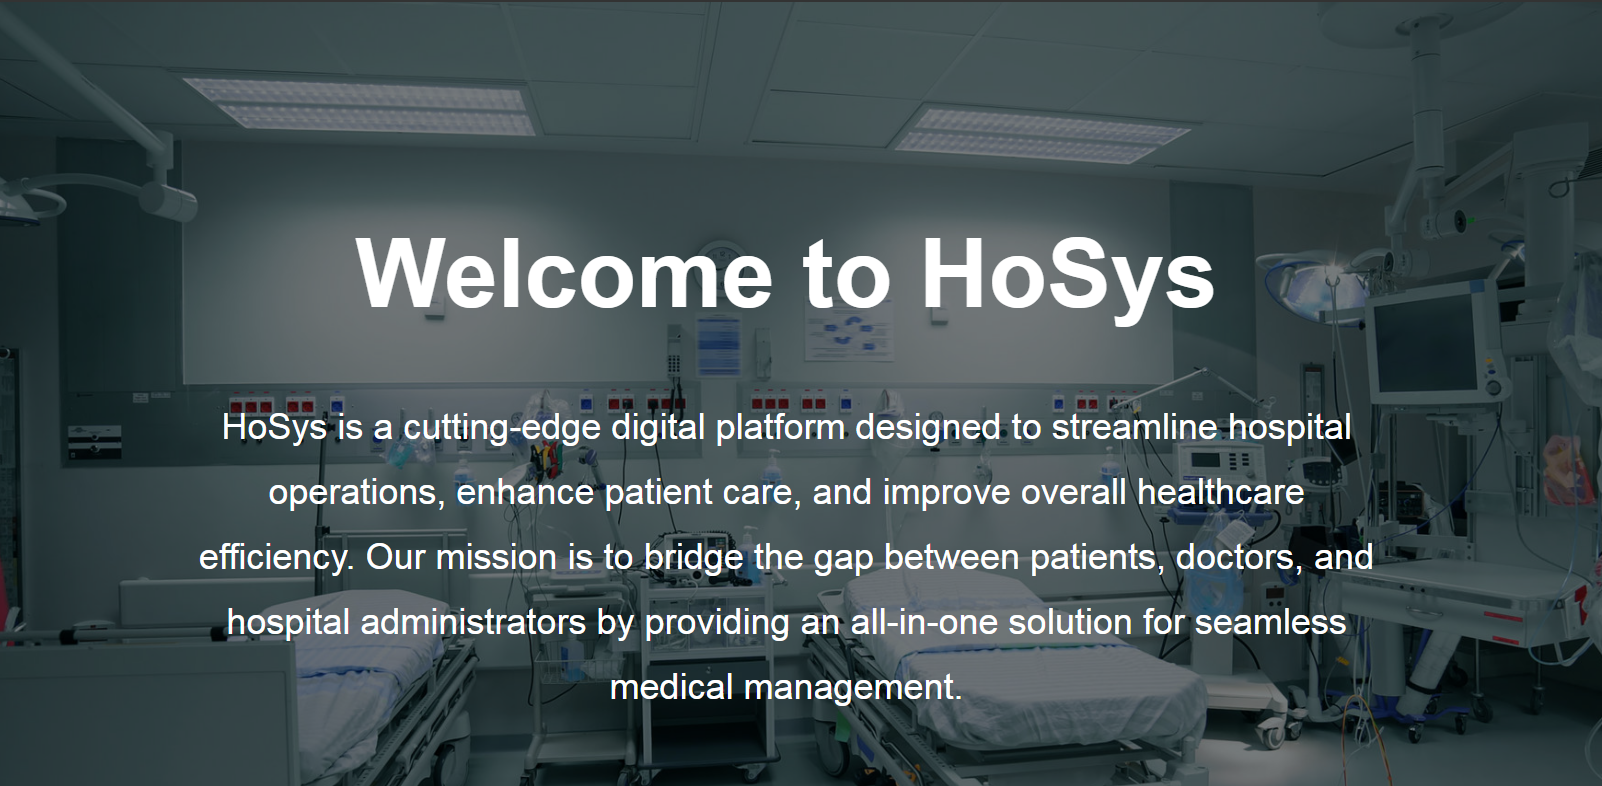 Welcome to HoSys
HoSys is a cutting-edge digital platform designed to streamline hospital
operations, enhance patient care, and improve overall healthcare
efficiency. Our mission is to bridge the gap between patients, doctors, and
hospital administrators by providing an all-in-one solution for seamless
medical management.